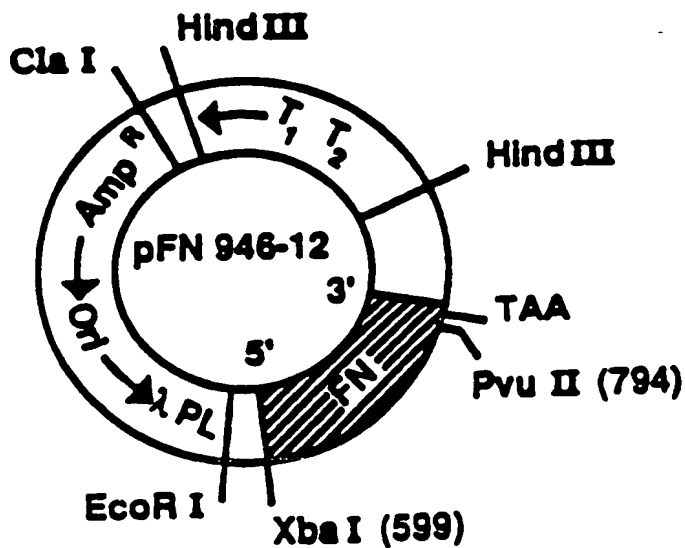 Hind III
Cla I
T1 T2
Amp R
Hind III
pFN 946-12
3'
TAA
μO
5'
FN
Pvu II (794)
λ PL
EcoR I
Xba I (599)